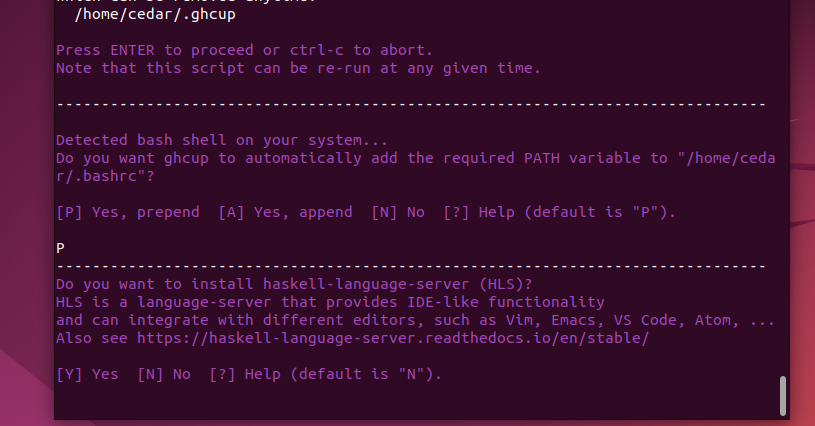 /home/cedar/.ghcup
Press ENTER to proceed or ctrl-c to abort.
Note that this script can be re-run at any given time.
-------------------------------------------------------------------------------
Detected bash shell on your system...
Do you want ghcup to automatically add the required PATH variable to "/home/ceda
r/.bashrc"?
[P] Yes, prepend  [A] Yes, append  [N] No  [?] Help (default is "P").
P
-------------------------------------------------------------------------------
Do you want to install haskell-language-server (HLS)?
HLS is a language-server that provides IDE-like functionality
and can integrate with different editors, such as Vim, Emacs, VS Code, Atom, ...
Also see https://haskell-language-server.readthedocs.io/en/stable/
[Y] Yes  [N] No  [?] Help (default is "N").